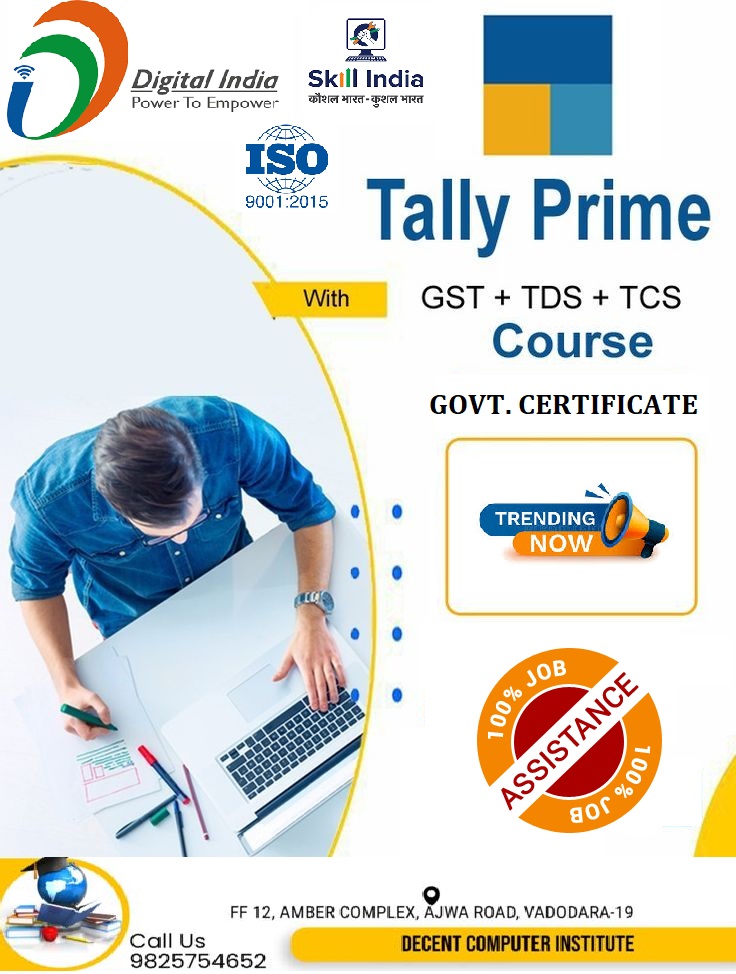 Digital India
Power To Empower
Skill India
कौशल भारत - कुशल भारत
ISO
9001:2015
Tally Prime
With
GST + TDS + TCS
Course
GOVT. CERTIFICATE
TRENDING
NOW
100% JOB
ASSISTANCE
100% JOB
FF 12, AMBER COMPLEX, AJWA ROAD, VADODARA-19
Call Us
9825754652
DECENT COMPUTER INSTITUTE